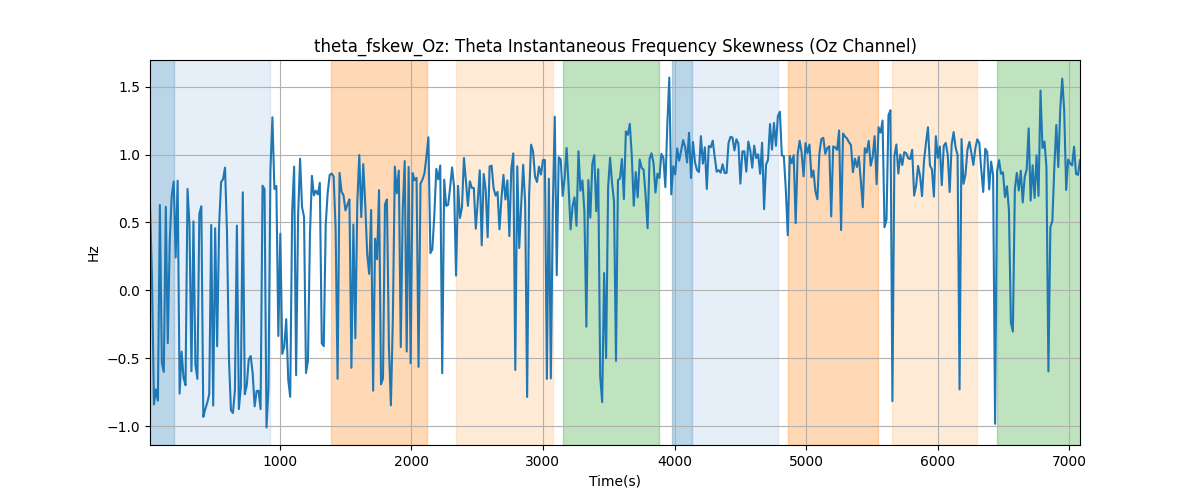 theta_fskew_Oz: Theta Instantaneous Frequency Skewness (Oz Channel)
1.5
1.0
0.5
0.0
−0.5
−1.0
Hz
1000 2000 3000 4000 5000 6000 7000
Time(s)